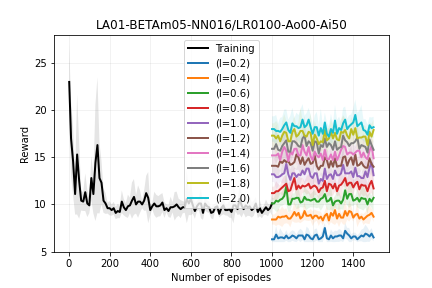 LA01-BETAm05-NN016/LR0100-Ao00-Ai50
Reward
25
20
15
10
5
Training
(I=0.2)
(I=0.4)
(I=0.6)
(I=0.8)
(I=1.0)
(I=1.2)
(I=1.4)
(I=1.6)
(I=1.8)
(I=2.0)
0 200 400 600 800 1000 1200 1400
Number of episodes